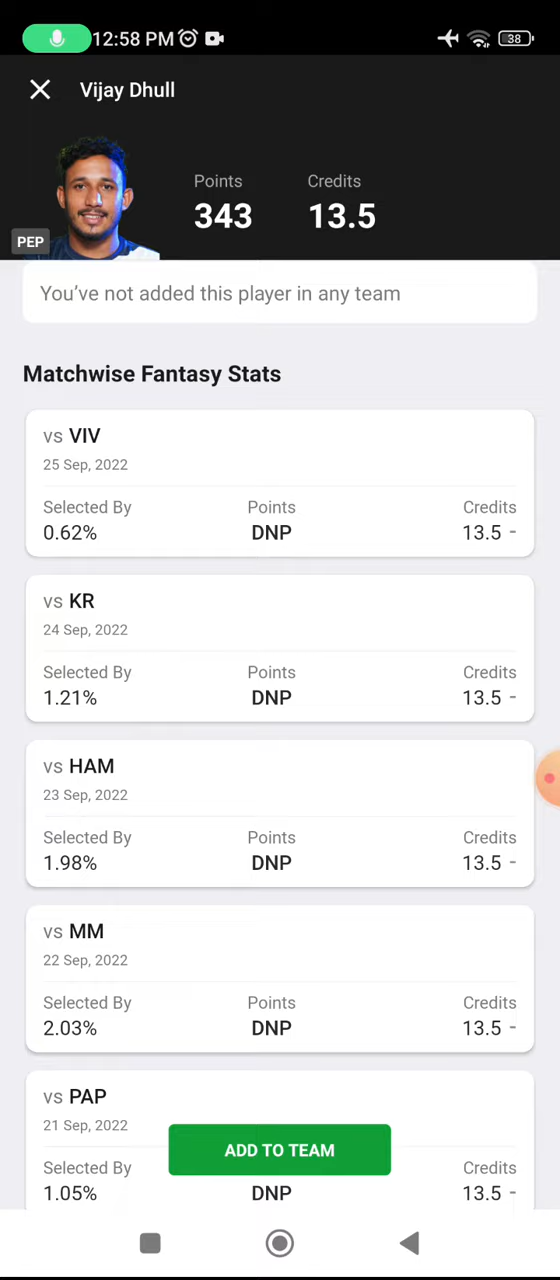 12:58 PM 38
Vijay Dhull
Points Credits
343 13.5
PEP
You’ve not added this player in any team
Matchwise Fantasy Stats
vs VIV
25 Sep, 2022
Selected By Points Credits
0.62% DNP 13.5 -
vs KR
24 Sep, 2022
Selected By Points Credits
1.21% DNP 13.5 -
vs HAM
23 Sep, 2022
Selected By Points Credits
1.98% DNP 13.5 -
vs MM
22 Sep, 2022
Selected By Points Credits
2.03% DNP 13.5 -
vs PAP
21 Sep, 2022
ADD TO TEAM
Selected By Credits
1.05% DNP 13.5 -